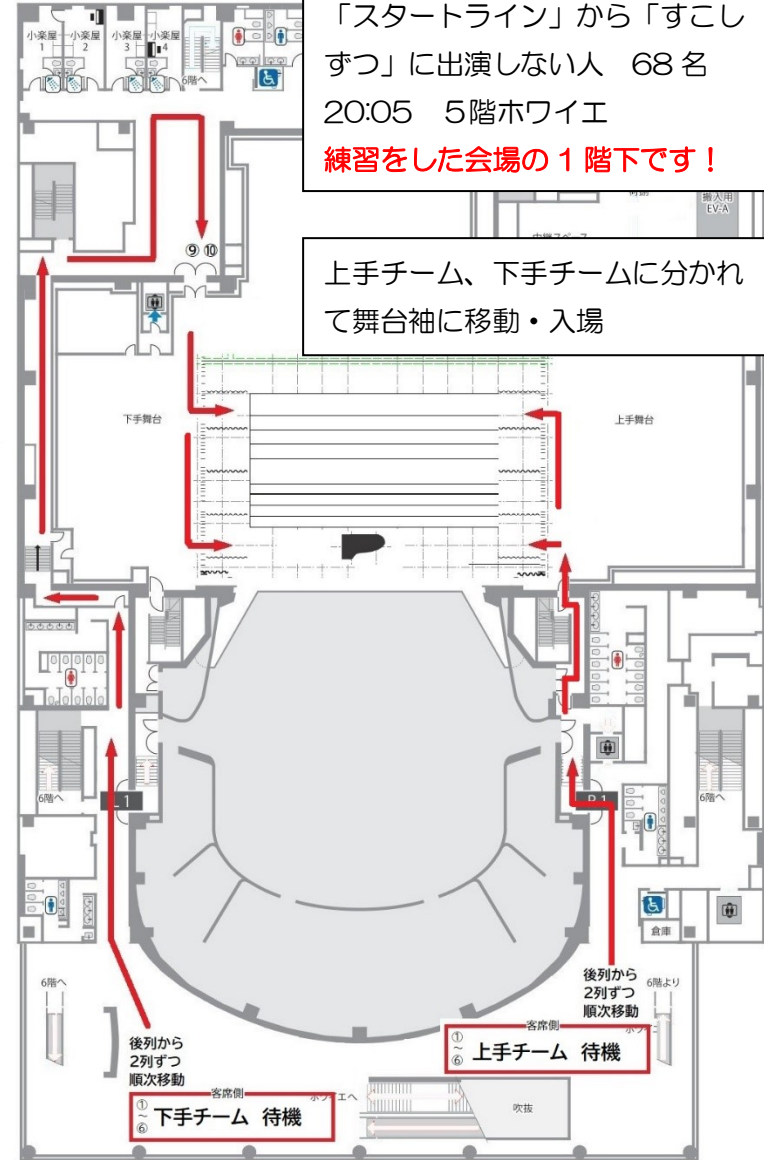 「スタートライン」から「すこし
ずつ」に出演しない人　68名
20:05　5階ホワイエ
練習をした会場の1階下です！
上手チーム、下手チームに分かれ
て舞台袖に移動・入場
小楽屋
1
小楽屋
2
小楽屋
3
小楽屋
4
6階へ
搬入用
EV-A
⑨ ⑩
下手舞台
上手舞台
6階へ
L1
R1
6階へ
倉庫
6階へ
6階より
後列から
2列ずつ
順次移動
後列から
2列ずつ
順次移動
客席側
①
～
⑥
上手チーム 待機
客席側
①
～
⑥
下手チーム 待機
吹抜